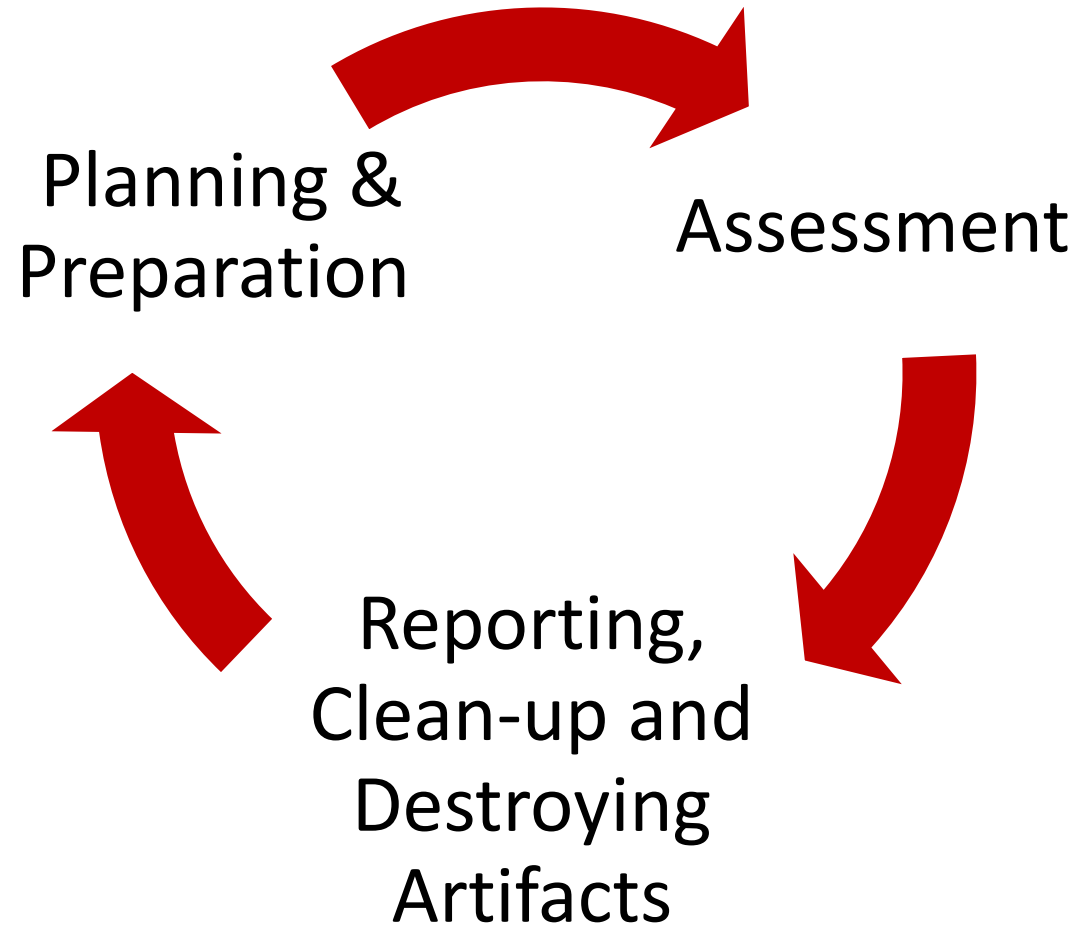 Planning &
Preparation
Assessment
Reporting,
Clean-up and
Destroying
Artifacts